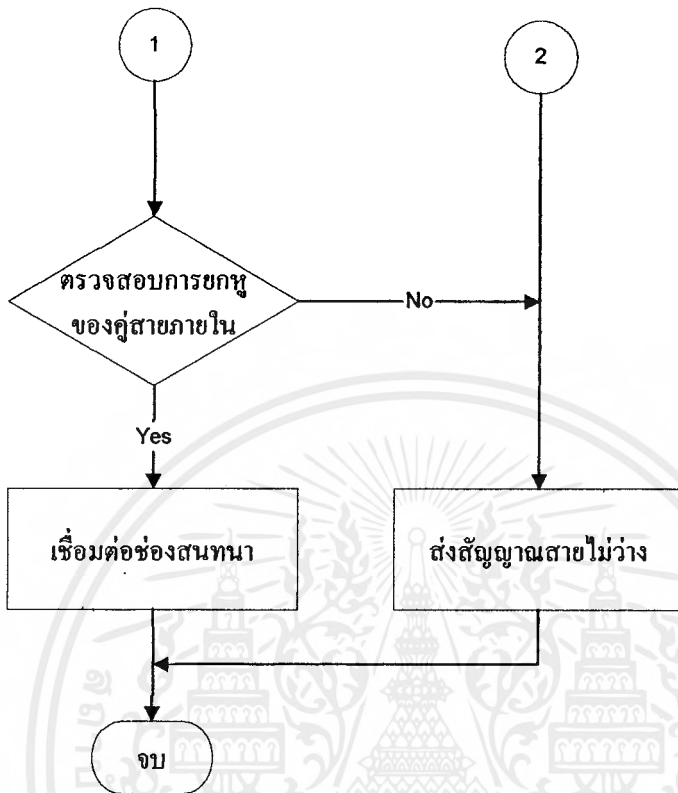 1
2
ตรวจสอบการยกหู
ของคู่สายภายใน
No
Yes
เชื่อมต่อช่องสนทนา
ส่งสัญญาณสายไม่ว่าง
จบ